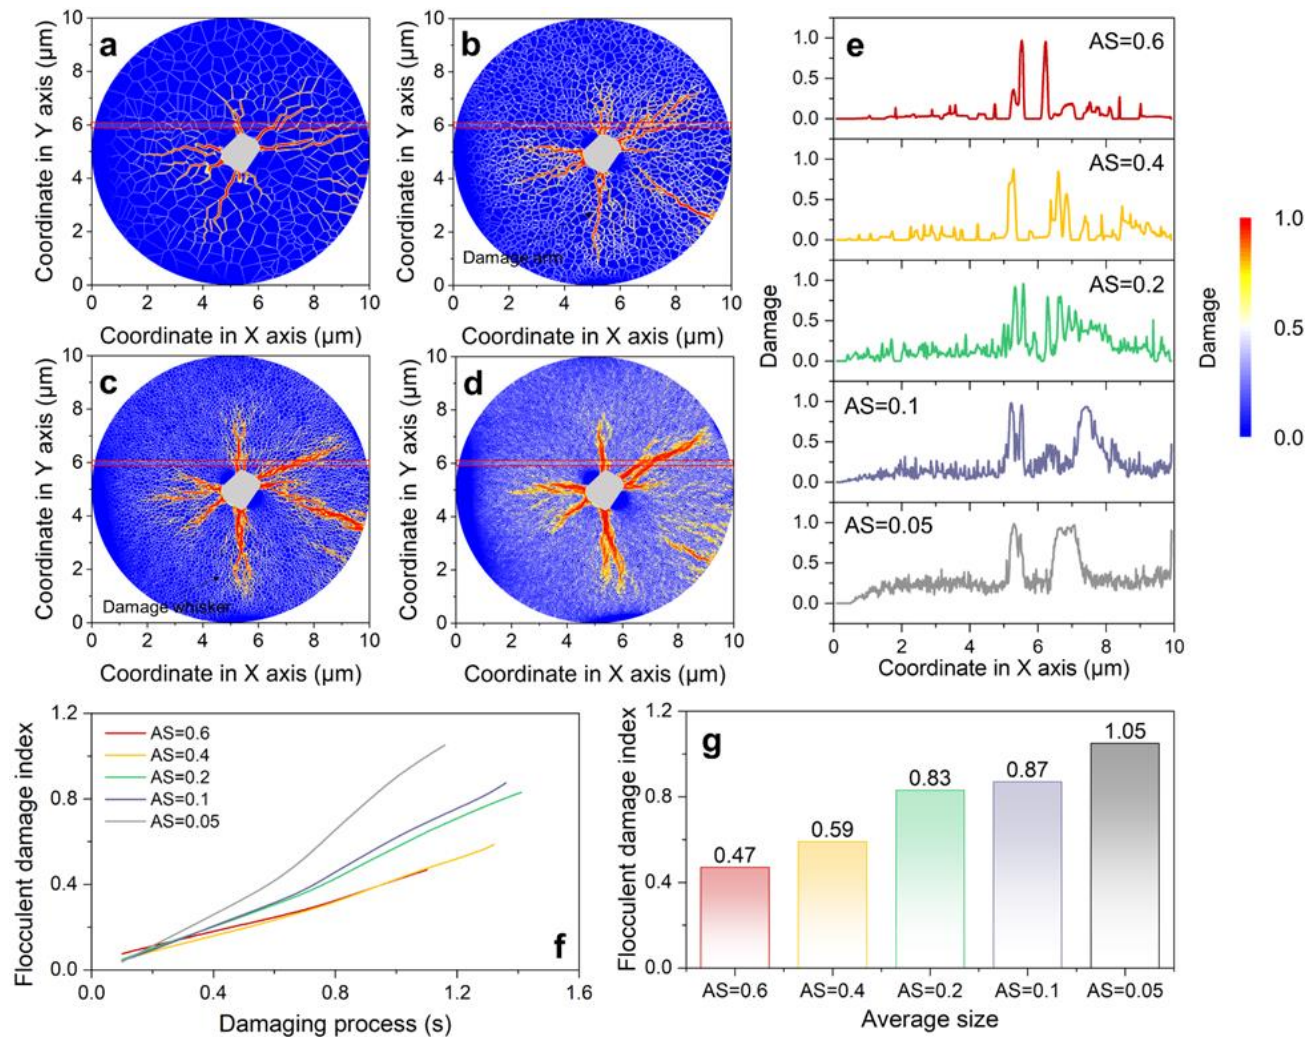 a
10
8
6
4
2
0
Coordinate in Y axis (μm)
0 2 4 6 8 10
Coordinate in X axis (μm)
b
10
8
6
4
2
0
Coordinate in Y axis (μm)
Damage arm
0 2 4 6 8 10
Coordinate in X axis (μm)
c
10
8
6
4
2
0
Coordinate in Y axis (μm)
Damage whisker
0 2 4 6 8 10
Coordinate in X axis (μm)
d
10
8
6
4
2
0
Coordinate in Y axis (μm)
0 2 4 6 8 10
Coordinate in X axis (μm)
e
AS=0.6
1.0
0.5
0.0
AS=0.4
1.0
0.5
0.0
AS=0.2
1.0
0.5
0.0
AS=0.1
1.0
0.5
0.0
AS=0.05
1.0
0.5
0.0
Damage
0 2 4 6 8 10
Coordinate in X axis (μm)
1.0
0.5
0.0
Damage
f
1.2
0.8
0.4
0.0
Flocculent damage index
AS=0.6
AS=0.4
AS=0.2
AS=0.1
AS=0.05
0.0 0.4 0.8 1.2 1.6
Damaging process (s)
g
1.2
0.8
0.4
0.0
Flocculent damage index
0.47
0.59
0.83
0.87
1.05
AS=0.6 AS=0.4 AS=0.2 AS=0.1 AS=0.05
Average size